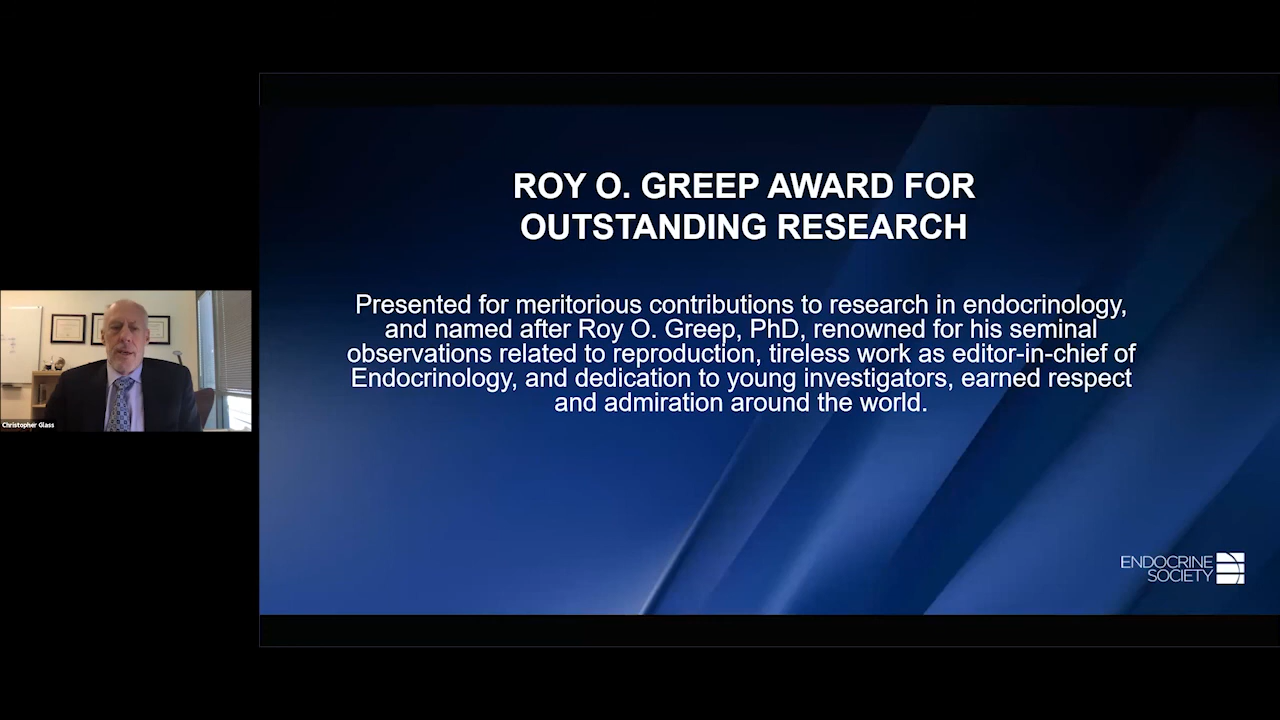 ROY O. GREEP AWARD FOR
OUTSTANDING RESEARCH
Presented for meritorious contributions to research in endocrinology,
and named after Roy O. Greep, PhD, renowned for his seminal
observations related to reproduction, tireless work as editor-in-chief of
Endocrinology, and dedication to young investigators, earned respect
and admiration around the world.
Christopher Glass
ENDOCRINE
SOCIETY